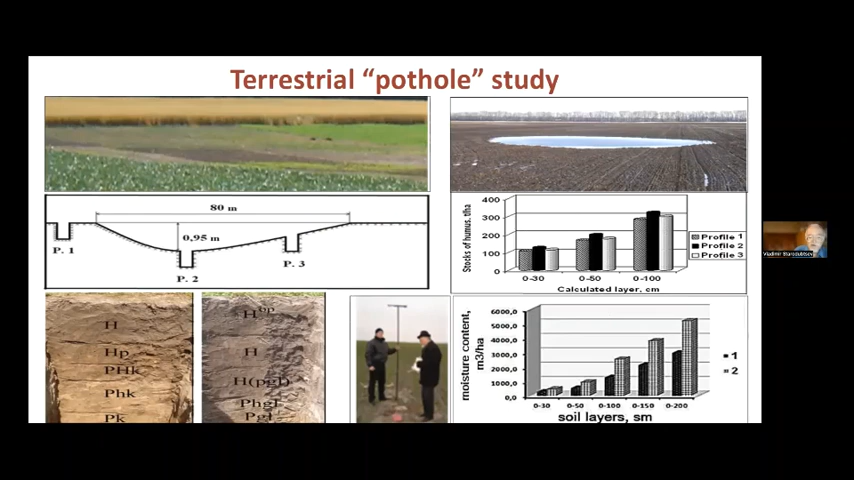 Terrestrial “pothole” study
80 m
0,95 m
P. 1
P. 2
P. 3
Stocks of humus. t/ha
400
300
200
100
0
0-30
0-50
0-100
Calculated layer, cm
Profile 1
Profile 2
Profile 3
H
Hp
PHk
Phk
Pk
Hbp
H
H(pgl)
Phgl
Pgl
moisture content, m3/ha
6000,0
5000,0
4000,0
3000,0
2000,0
1000,0
0,0
0-30
0-50
0-100
0-150
0-200
soil layers, sm
1
2
Vladimir Starodubtsev